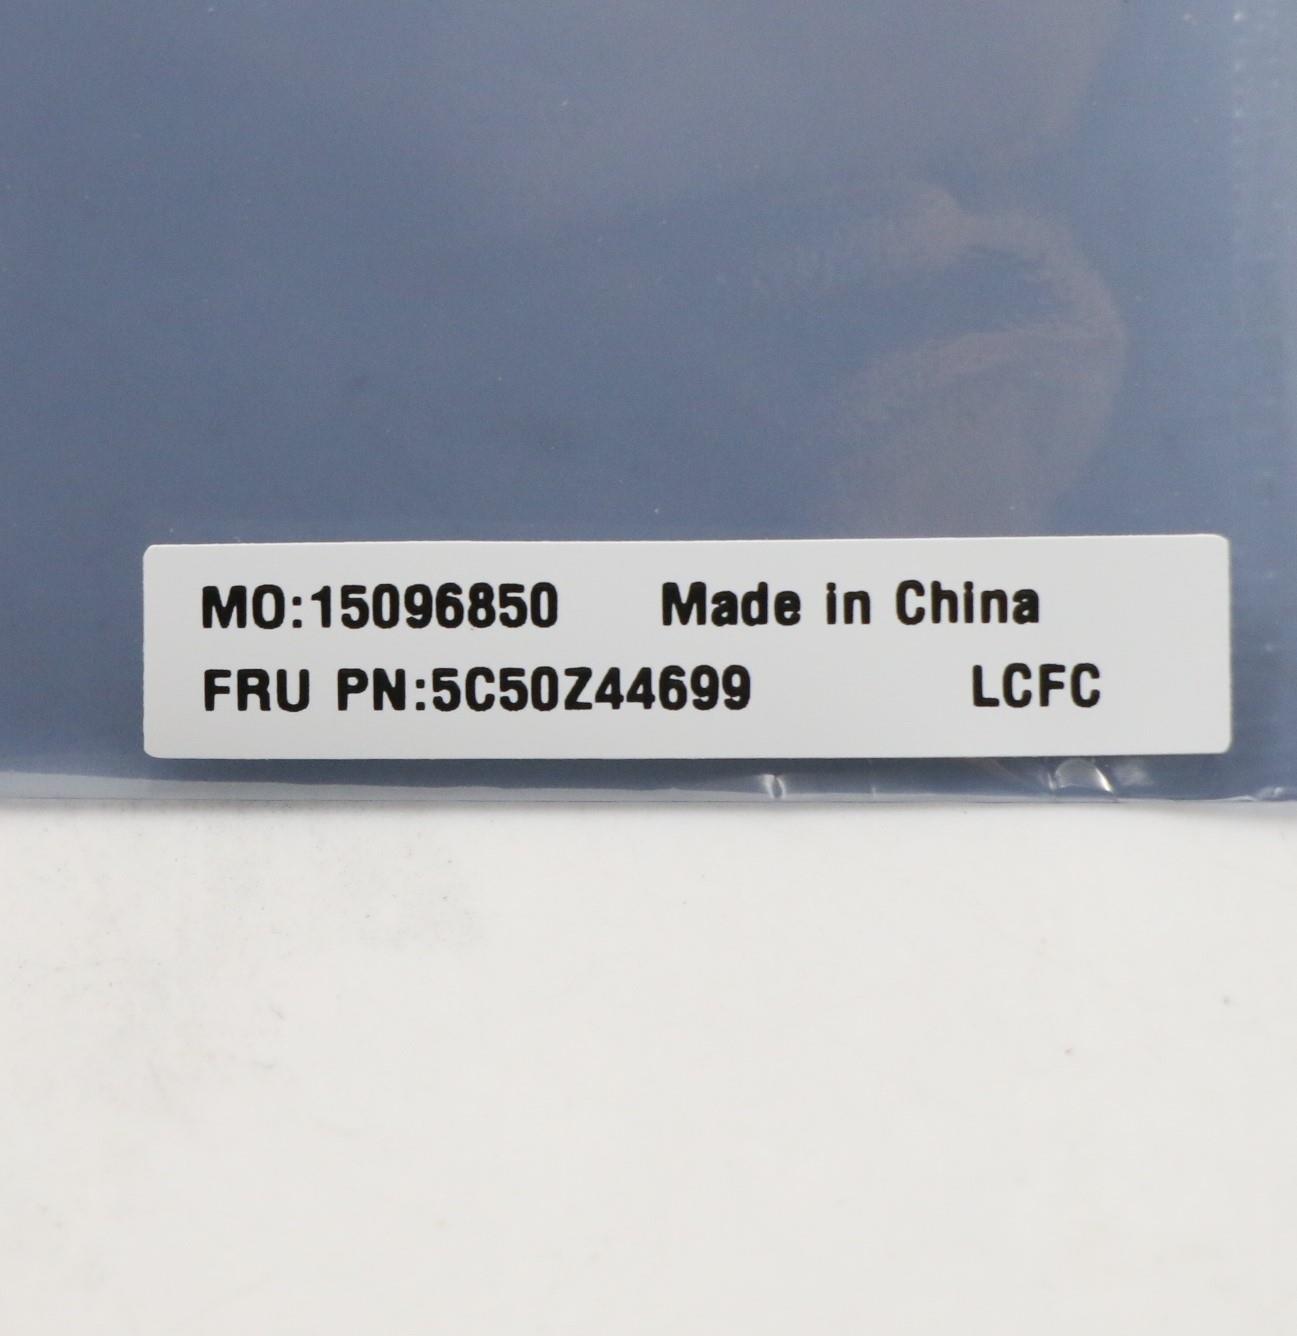 MO:15096850 Made in China
FRU PN:5C50Z44699 LCFC